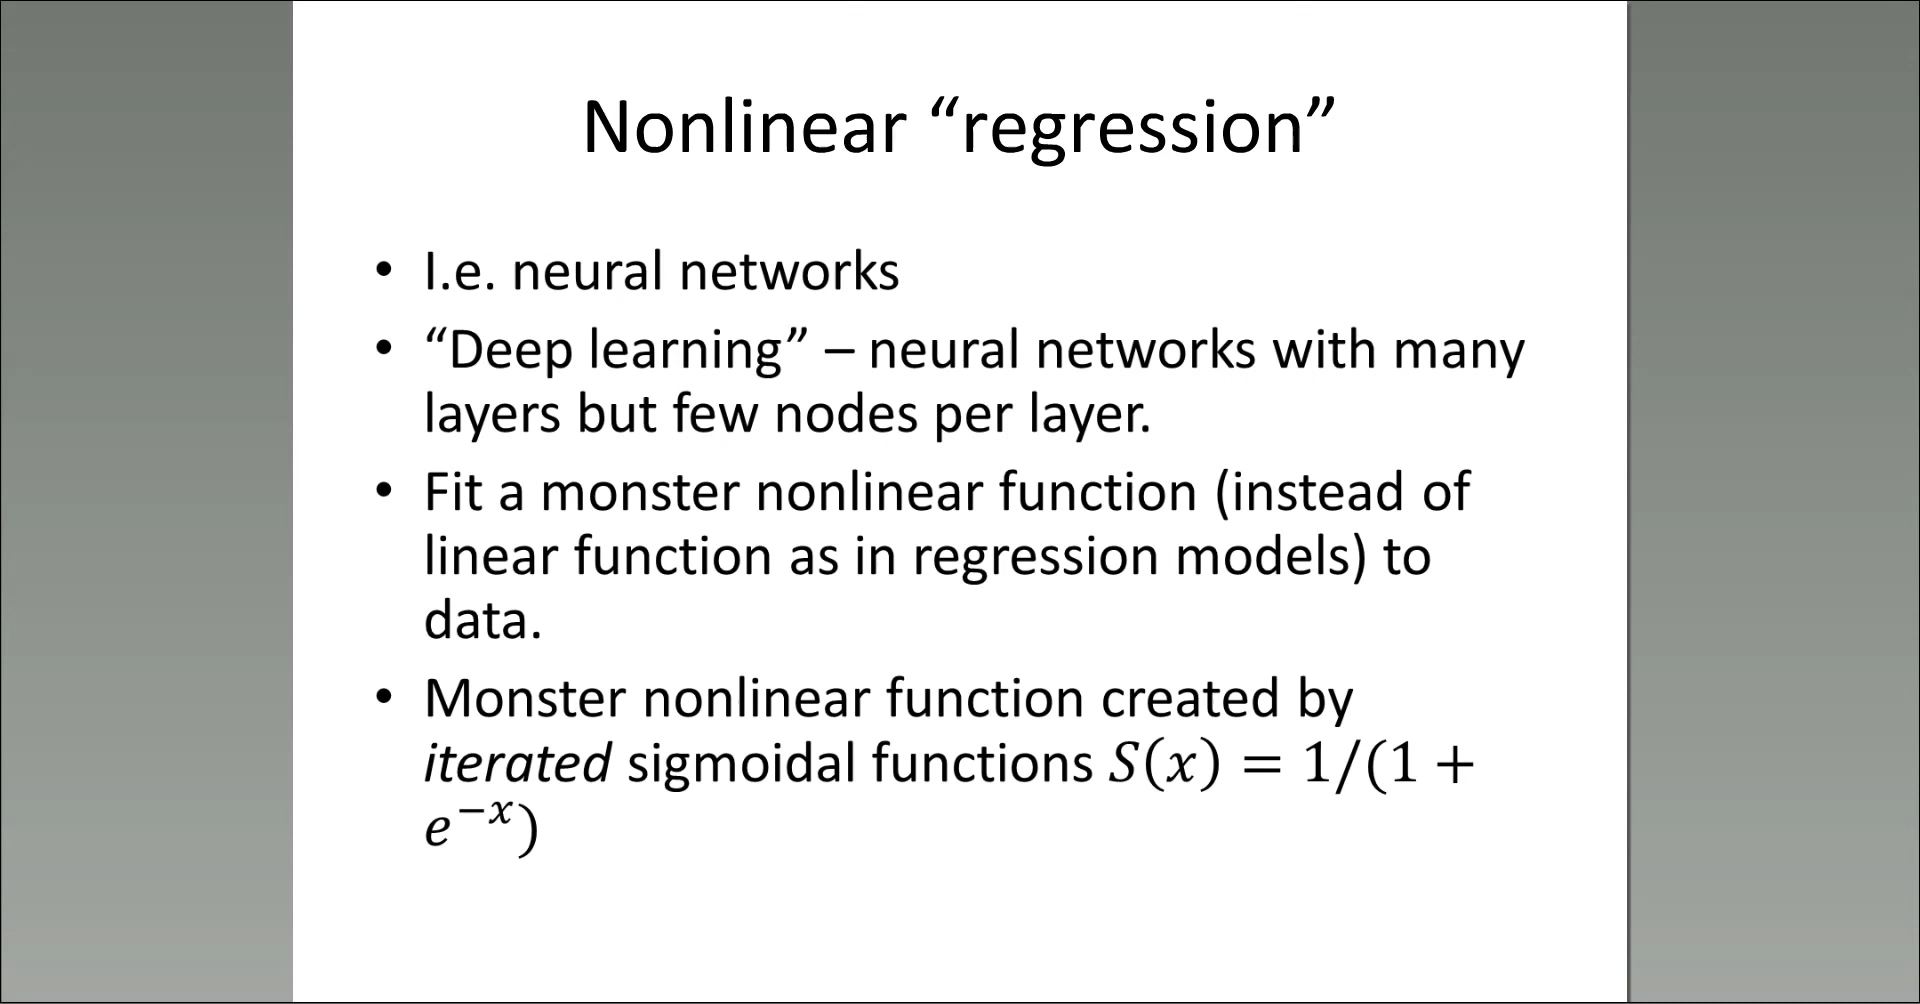 Nonlinear “regression”
• I.e. neural networks
• “Deep learning” – neural networks with many
layers but few nodes per layer.
• Fit a monster nonlinear function (instead of
linear function as in regression models) to
data.
• Monster nonlinear function created by
iterated sigmoidal functions 𝑆(𝑥) = 1/(1 +
𝑒^{−𝑥})